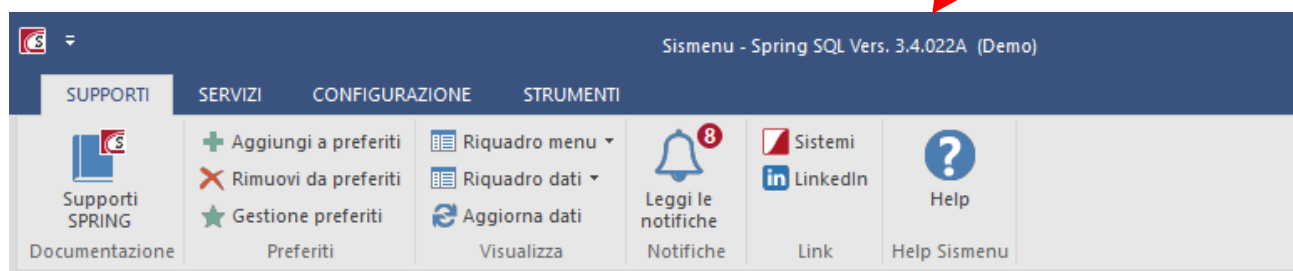 Sismenu - Spring SQL Vers. 3.4.022A (Demo)
SUPPORTI SERVIZI CONFIGURAZIONE STRUMENTI
Supporti
SPRING
Documentazione
Aggiungi a preferiti
Rimuovi da preferiti
Gestione preferiti
Preferiti
Riquadro menu
Riquadro dati
Aggiorna dati
Visualizza
8
Leggi le
notifiche
Notifiche
Sistemi
in LinkedIn
Link
?
Help
Help Sismenu